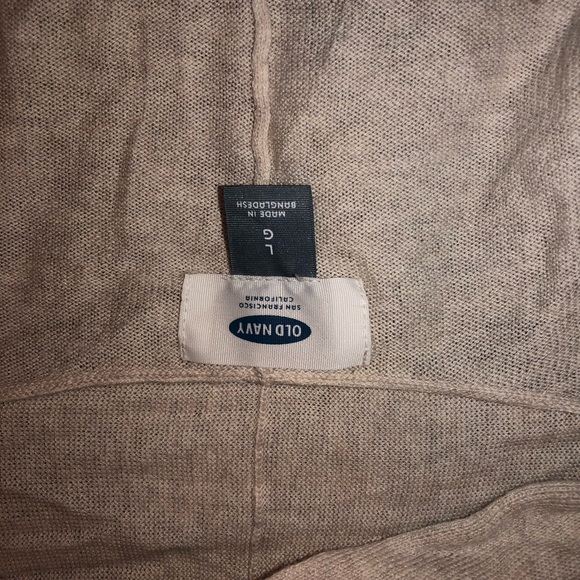 OLD NAVY
SAN FRANCISCO
CALIFORNIA
L
G
MADE IN
BANGLADESH